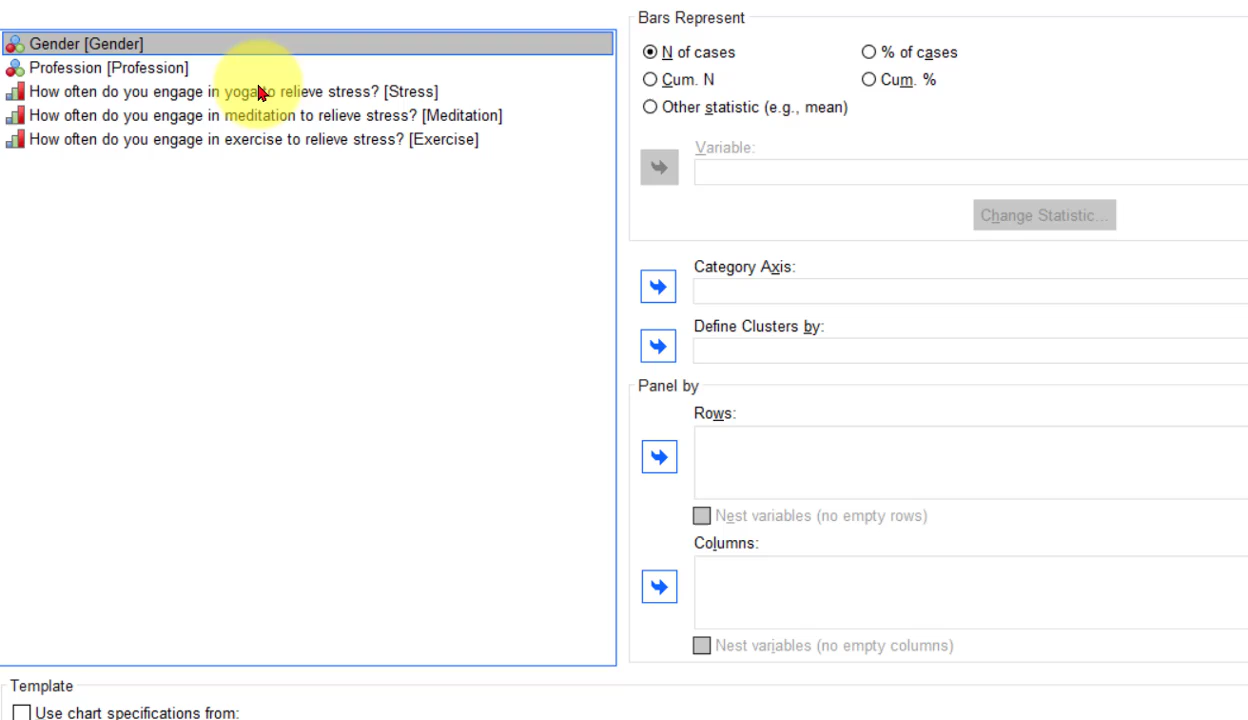 Gender [Gender]
Profession [Profession]
How often do you engage in yoga to relieve stress? [Stress]
How often do you engage in meditation to relieve stress? [Meditation]
How often do you engage in exercise to relieve stress? [Exercise]
Bars Represent
N of cases
% of cases
Cum. N
Cum. %
Other statistic (e.g., mean)
Variable:
Change Statistic...
Category Axis:
Define Clusters by:
Panel by
Rows:
Nest variables (no empty rows)
Columns:
Nest variables (no empty columns)
Template
Use chart specifications from: